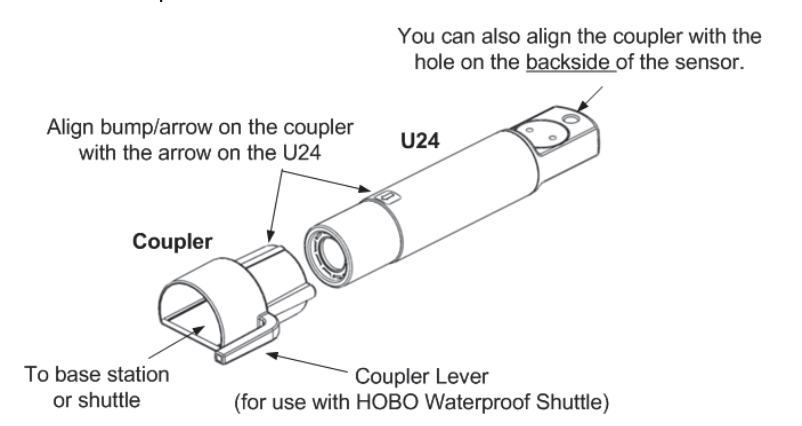 You can also align the coupler with the
hole on the backside of the sensor.
Align bump/arrow on the coupler
with the arrow on the U24
U24
Coupler
To base station
or shuttle
Coupler Lever
(for use with HOBO Waterproof Shuttle)